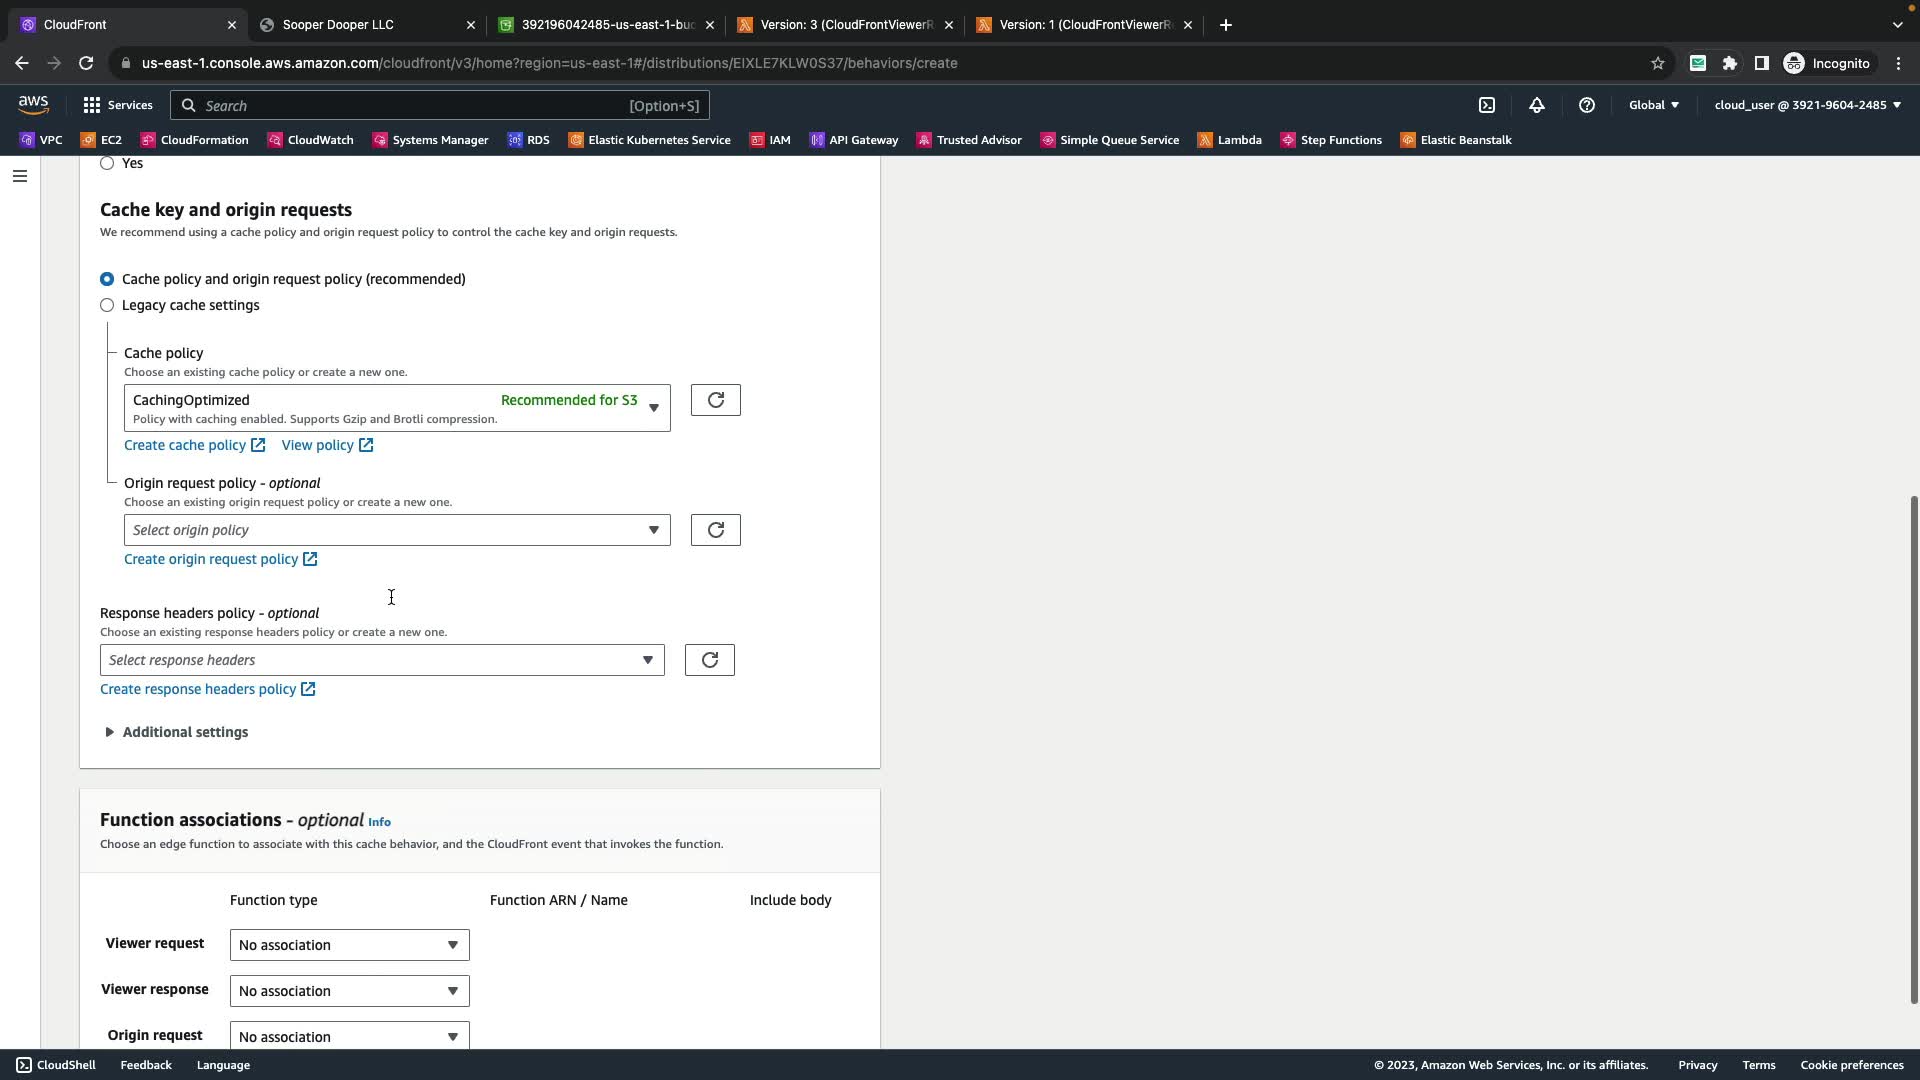 CloudFront
Sooper Dooper LLC
392196042485-us-east-1-buc
Version: 3 (CloudFrontViewerR
Version: 1 (CloudFrontViewerR
us-east-1.console.aws.amazon.com/cloudfront/v3/home?region=us-east-1#/distributions/EIXLE7KLW0S37/behaviors/create
Incognito
aws
Services
Search
[Option+S]
Global
cloud_user @ 3921-9604-2485
VPC
EC2
CloudFormation
CloudWatch
Systems Manager
RDS
Elastic Kubernetes Service
IAM
API Gateway
Trusted Advisor
Simple Queue Service
Lambda
Step Functions
Elastic Beanstalk
Yes
Cache key and origin requests
We recommend using a cache policy and origin request policy to control the cache key and origin requests.
Cache policy and origin request policy (recommended)
Legacy cache settings
Cache policy
Choose an existing cache policy or create a new one.
CachingOptimized
Recommended for S3
Policy with caching enabled. Supports Gzip and Brotli compression.
Create cache policy
View policy
Origin request policy - optional
Choose an existing origin request policy or create a new one.
Select origin policy
Create origin request policy
Response headers policy - optional
Choose an existing response headers policy or create a new one.
Select response headers
Create response headers policy
Additional settings
Function associations - optional Info
Choose an edge function to associate with this cache behavior, and the CloudFront event that invokes the function.
Function type
Function ARN / Name
Include body
Viewer request
No association
Viewer response
No association
Origin request
No association
CloudShell
Feedback
Language
© 2023, Amazon Web Services, Inc. or its affiliates.
Privacy
Terms
Cookie preferences